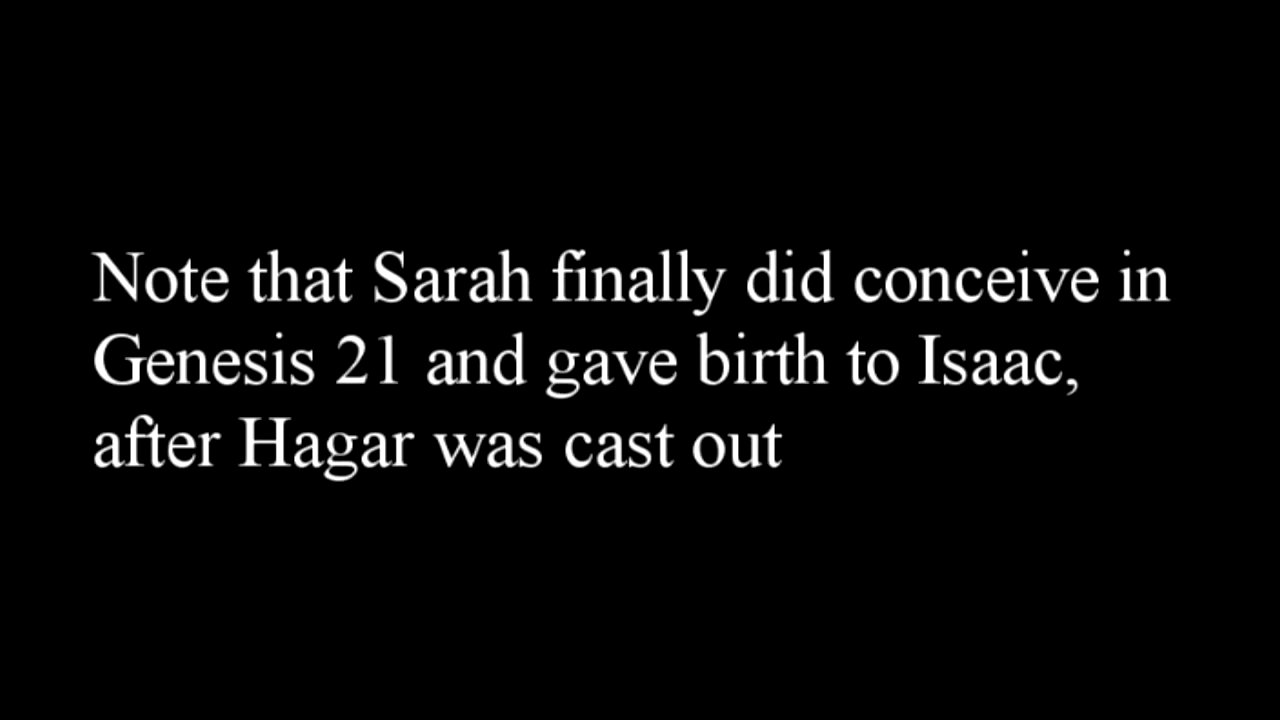 Note that Sarah finally did conceive in
Genesis 21 and gave birth to Isaac,
after Hagar was cast out